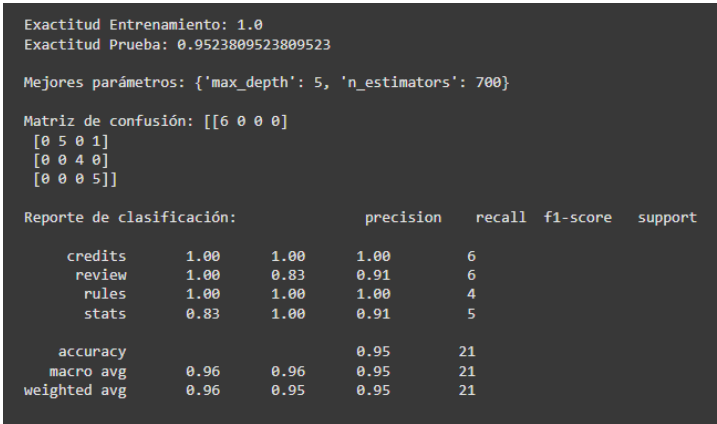 Exactitud Entrenamiento: 1.0
Exactitud Prueba: 0.9523809523809523
Mejores parámetros: {'max_depth': 5, 'n_estimators': 700}
Matriz de confusión: [[6 0 0 0]
[0 5 0 1]
[0 0 4 0]
[0 0 0 5]]
Reporte de clasificación: precision recall f1-score support
credits 1.00 1.00 1.00 6
review 1.00 0.83 0.91 6
rules 1.00 1.00 1.00 4
stats 0.83 1.00 0.91 5
accuracy 0.95 21
macro avg 0.96 0.96 0.95 21
weighted avg 0.96 0.95 0.95 21